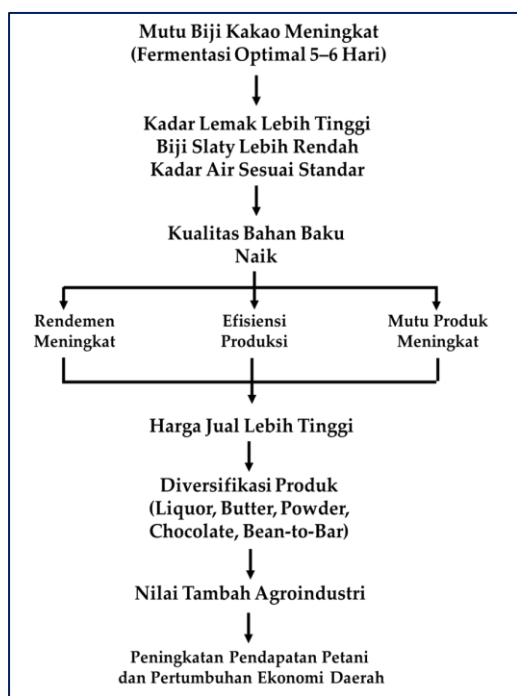 Mutu Biji Kakao Meningkat
(Fermentasi Optimal 5–6 Hari)
Kadar Lemak Lebih Tinggi
Biji Slaty Lebih Rendah
Kadar Air Sesuai Standar
Kualitas Bahan Baku
Naik
Rendemen
Meningkat
Efisiensi
Produksi
Mutu Produk
Meningkat
Harga Jual Lebih Tinggi
Diversifikasi Produk
(Liquor, Butter, Powder,
Chocolate, Bean-to-Bar)
Nilai Tambah Agroindustri
Peningkatan Pendapatan Petani
dan Pertumbuhan Ekonomi Daerah